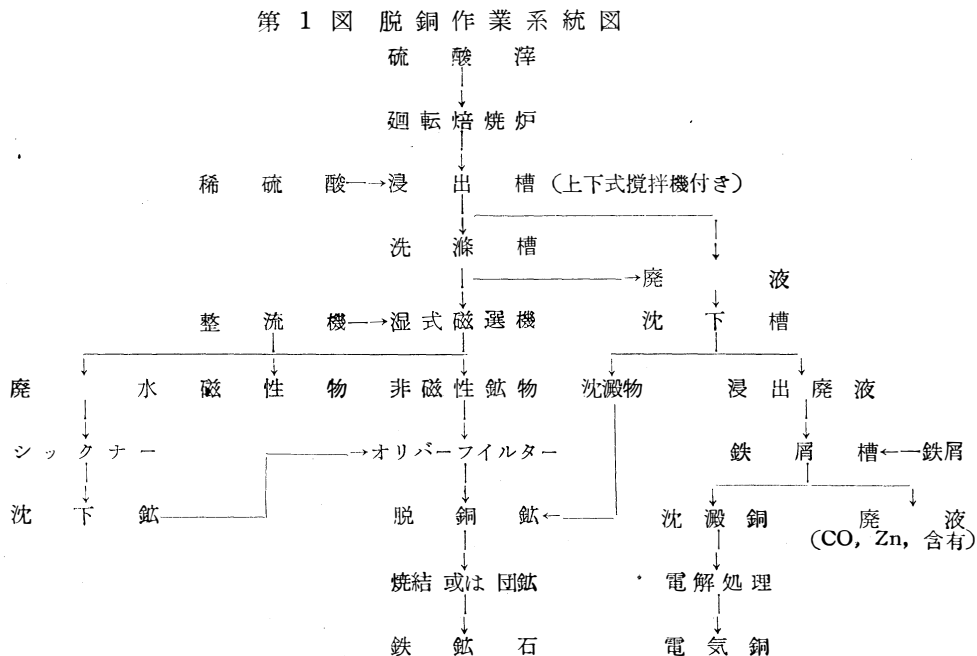 第1図 脱銅作業系統図
硫酸滓
廻転焙焼炉
稀硫酸→浸出槽(上下式撹拌機付き)
洗滌槽
→廃液
整流機→湿式磁選機 沈下槽
廃水 磁性物 非磁性鉱物 沈澱物 浸出廃液
シックナー →オリバーフイルター 鉄屑槽←鉄屑
沈下鉱 脱銅鉱← 沈澱銅 廃液
(CO, Zn, 含有)
焼結或は団鉱 電解処理
鉄鉱石 電気銅